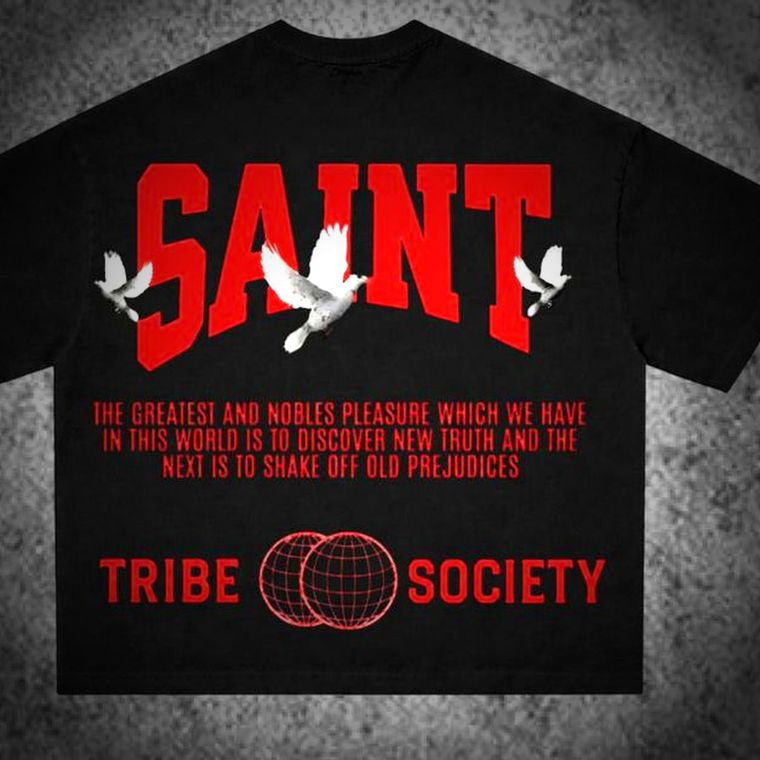 SAINT
THE GREATEST AND NOBLES PLEASURE WHICH WE HAVE
IN THIS WORLD IS TO DISCOVER NEW TRUTH AND THE
NEXT IS TO SHAKE OFF OLD PREJUDICES
TRIBE SOCIETY